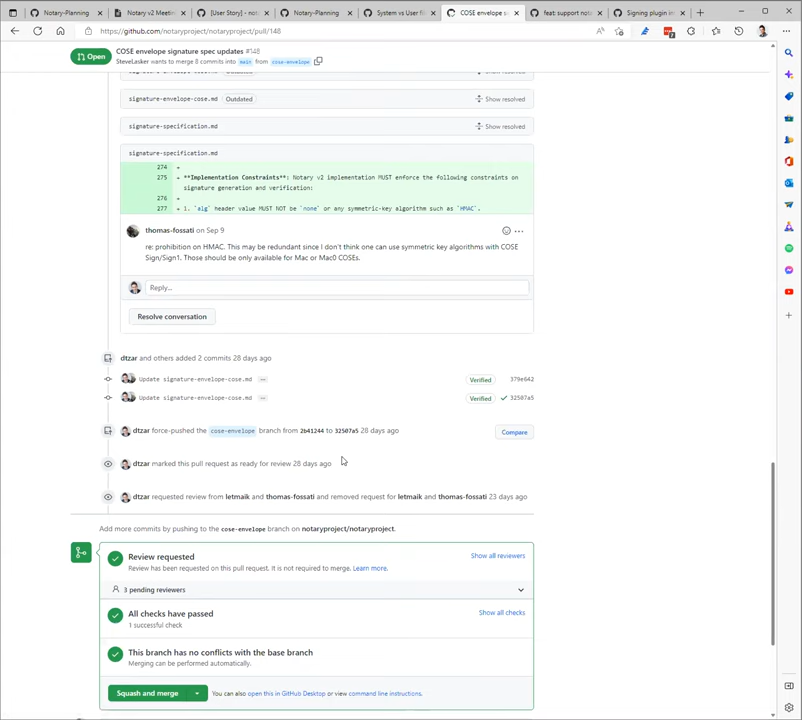 Notary-Planning
Notary v2 Meeting
[User Story] - not
Notary-Planning
System vs User fil
COSE envelope s
feat: support not
Signing plugin in
https://github.com/notaryproject/notaryproject/pull/148
Open
COSE envelope signature spec updates #148
SteveLasker wants to merge 8 commits into main from cose-envelope
signature-envelope-cose.md Outdated Show resolved
signature-envelope-cose.md Outdated Show resolved
signature-specification.md Show resolved
signature-specification.md
274 +
275 + **Implementation Constraints**: Notary v2 implementation MUST enforce the following constraints on
signature generation and verification:
276 +
277 + 1. `alg` header value MUST NOT be `none` or any symmetric-key algorithm such as `HMAC`.
thomas-fossati on Sep 9
re: prohibition on HMAC. This may be redundant since I don't think one can use symmetric key algorithms with COSE
Sign/Sign1. Those should be only available for Mac or Mac0 COSEs.
Reply...
Resolve conversation
dtzar and others added 2 commits 28 days ago
Update signature-envelope-cose.md Verified 379e642
Update signature-envelope-cose.md Verified 32507a5
dtzar force-pushed the cose-envelope branch from 2b41244 to 32507a5 28 days ago Compare
dtzar marked this pull request as ready for review 28 days ago
dtzar requested review from letmaik and thomas-fossati and removed request for letmaik and thomas-fossati 23 days ago
Add more commits by pushing to the cose-envelope branch on notaryproject/notaryproject.
Review requested Show all reviewers
Review has been requested on this pull request. It is not required to merge. Learn more.
3 pending reviewers
All checks have passed Show all checks
1 successful check
This branch has no conflicts with the base branch
Merging can be performed automatically.
Squash and merge You can also open this in GitHub Desktop or view command line instructions.